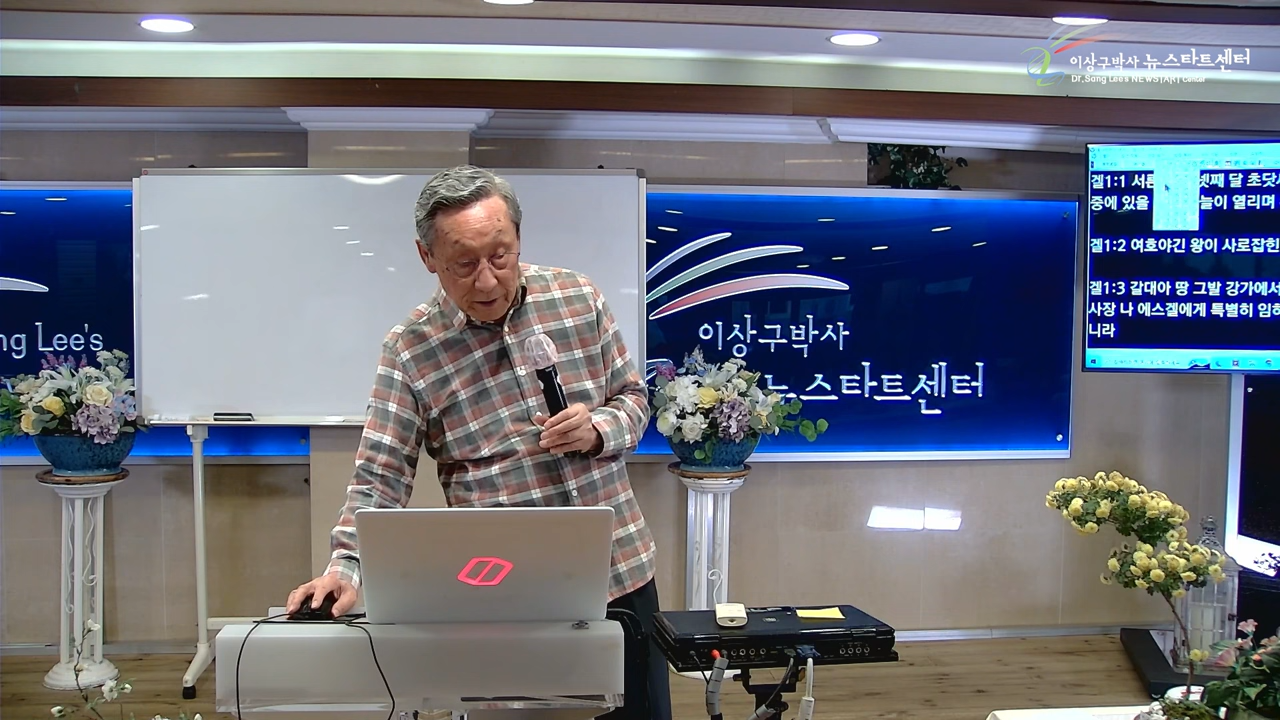 이상구박사 뉴스타트센터
Dr.Sang Lee's NEWSTART Center
겔1:1 서른 넷째 달 초닷
중에 있을 늘이 열리며
겔1:2 여호야긴 왕이 사로잡힌
겔1:3 갈대아 땅 그발 강가에서
사장 나 에스겔에게 특별히 임하
니라
ng Lee's
이상구박사
뉴스타트센터